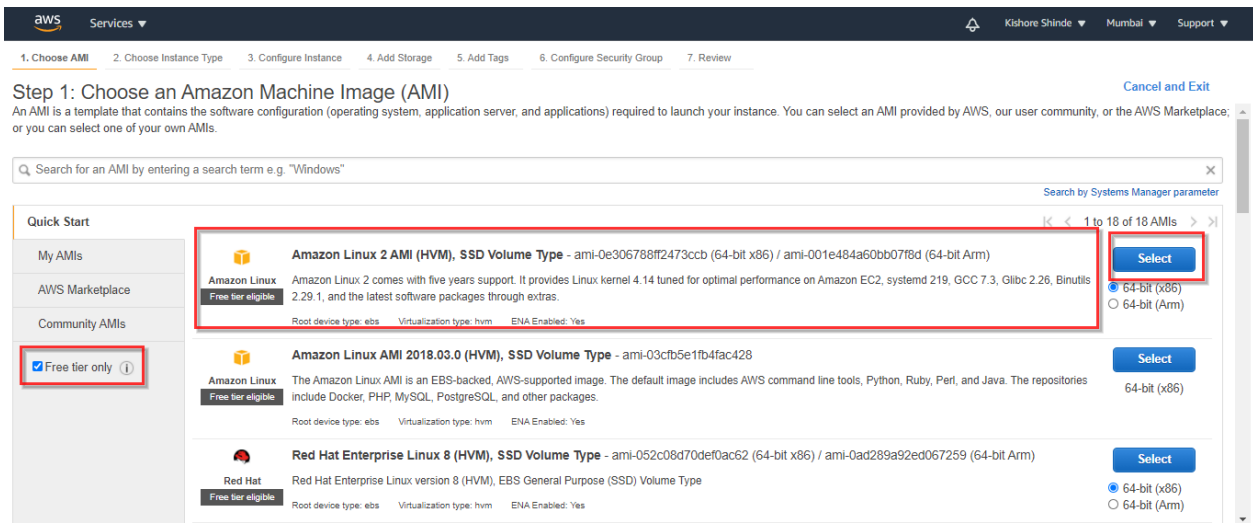 aws Services ▾ Kishore Shinde ▾ Mumbai ▾ Support ▾
1. Choose AMI 2. Choose Instance Type 3. Configure Instance 4. Add Storage 5. Add Tags 6. Configure Security Group 7. Review
Step 1: Choose an Amazon Machine Image (AMI)
Cancel and Exit
An AMI is a template that contains the software configuration (operating system, application server, and applications) required to launch your instance. You can select an AMI provided by AWS, our user community, or the AWS Marketplace;
or you can select one of your own AMIs.
Search for an AMI by entering a search term e.g. "Windows"
Search by Systems Manager parameter
Quick Start
My AMIs
AWS Marketplace
Community AMIs
Free tier only
1 to 18 of 18 AMIs
Amazon Linux
Free tier eligible
Amazon Linux 2 AMI (HVM), SSD Volume Type - ami-0e306788ff2473ccb (64-bit x86) / ami-001e484a60bb07f8d (64-bit Arm)
Amazon Linux 2 comes with five years support. It provides Linux kernel 4.14 tuned for optimal performance on Amazon EC2, systemd 219, GCC 7.3, Glibc 2.26, Binutils
2.29.1, and the latest software packages through extras.
Root device type: ebs Virtualization type: hvm ENA Enabled: Yes
Select
64-bit (x86)
64-bit (Arm)
Amazon Linux
Free tier eligible
Amazon Linux AMI 2018.03.0 (HVM), SSD Volume Type - ami-03cfb5e1fb4fac428
The Amazon Linux AMI is an EBS-backed, AWS-supported image. The default image includes AWS command line tools, Python, Ruby, Perl, and Java. The repositories
include Docker, PHP, MySQL, PostgreSQL, and other packages.
Root device type: ebs Virtualization type: hvm ENA Enabled: Yes
Select
64-bit (x86)
Red Hat
Free tier eligible
Red Hat Enterprise Linux 8 (HVM), SSD Volume Type - ami-052c08d70def0ac62 (64-bit x86) / ami-0ad289a92ed067259 (64-bit Arm)
Red Hat Enterprise Linux version 8 (HVM), EBS General Purpose (SSD) Volume Type
Root device type: ebs Virtualization type: hvm ENA Enabled: Yes
Select
64-bit (x86)
64-bit (Arm)